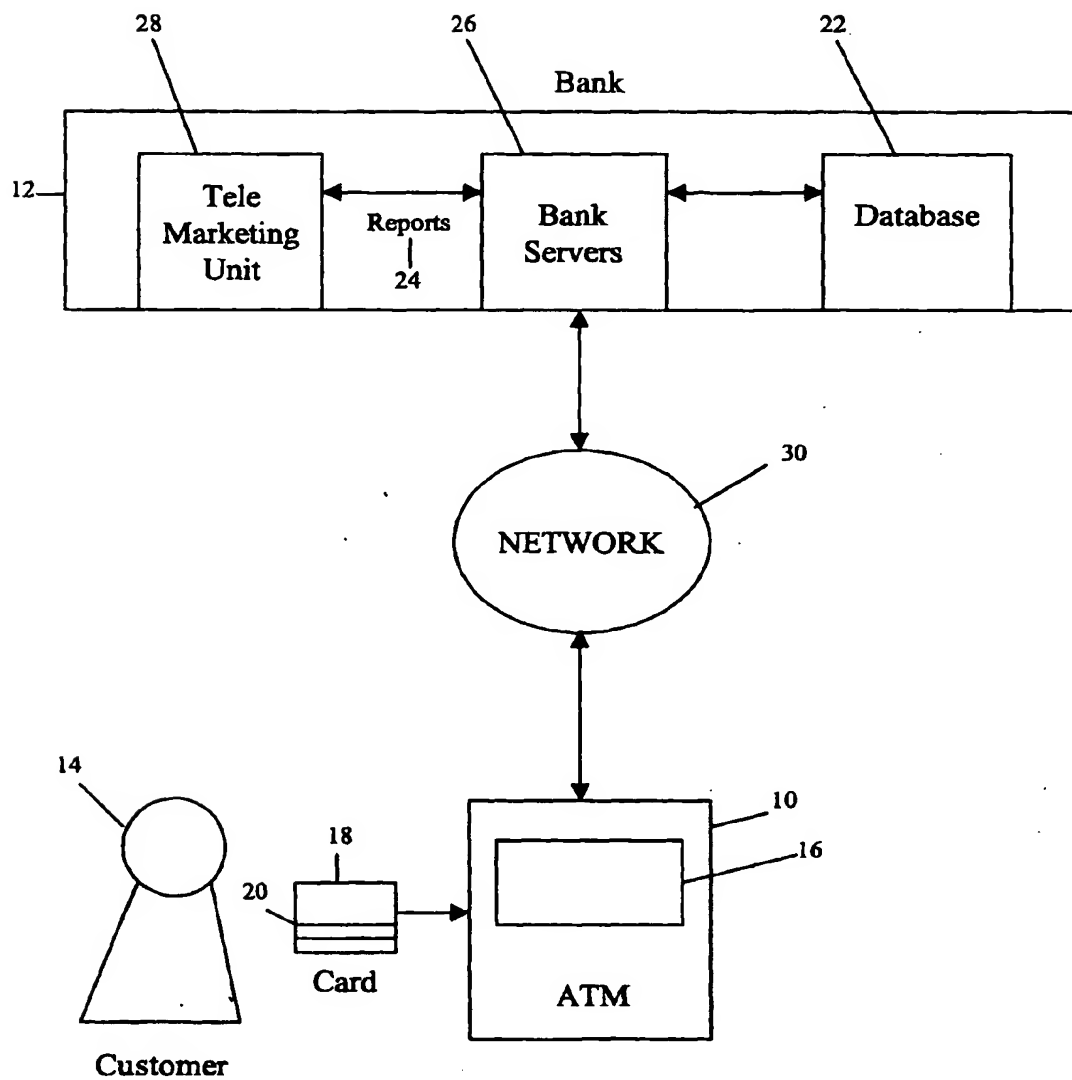 28
26
22
Bank
12
Tele
Marketing
Unit
Reports
24
Bank
Servers
Database
30
NETWORK
14
18
20
Card
10
16
ATM
Customer